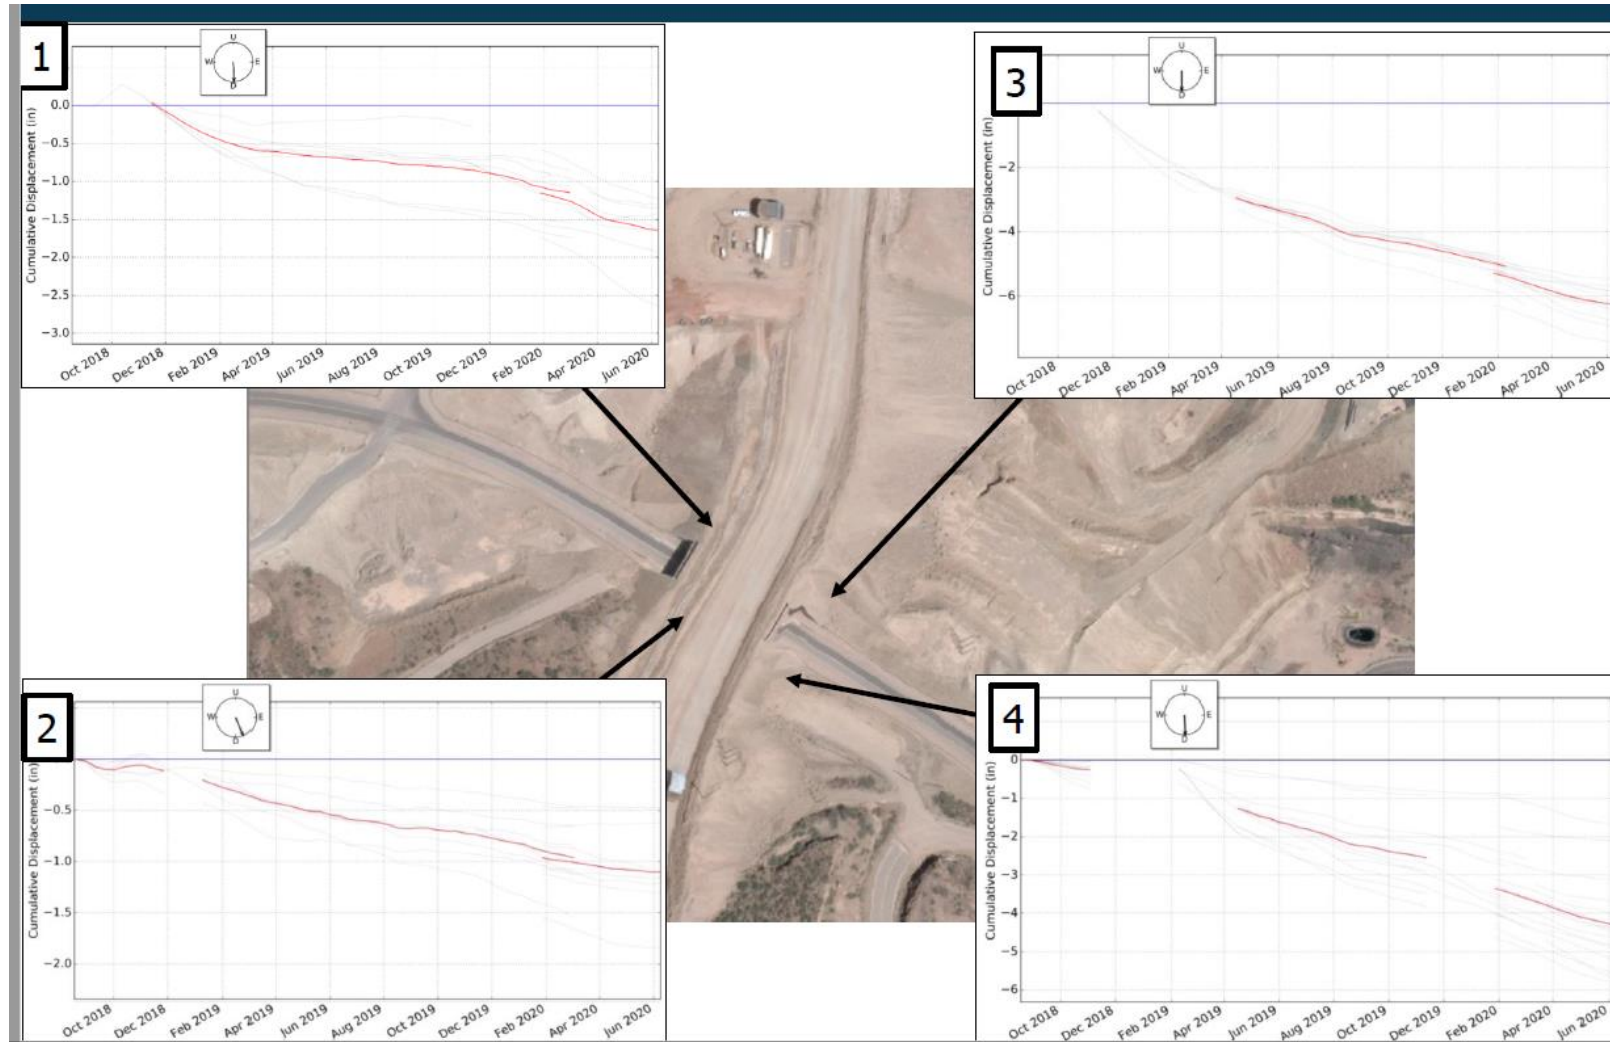 1
U
W E
D
Cumulative Displacement (in)
0.0
−0.5
−1.0
−1.5
−2.0
−2.5
−3.0
Oct 2018 Dec 2018 Feb 2019 Apr 2019 Jun 2019 Aug 2019 Oct 2019 Dec 2019 Feb 2020 Apr 2020 Jun 2020
3
U
W E
D
Cumulative Displacement (in)
−2
−4
−6
Oct 2018 Dec 2018 Feb 2019 Apr 2019 Jun 2019 Aug 2019 Oct 2019 Dec 2019 Feb 2020 Apr 2020 Jun 2020
2
U
W E
D
Cumulative Displacement (in)
−0.5
−1.0
−1.5
−2.0
Oct 2018 Dec 2018 Feb 2019 Apr 2019 Jun 2019 Aug 2019 Oct 2019 Dec 2019 Feb 2020 Apr 2020 Jun 2020
4
U
W E
D
Cumulative Displacement (in)
0
−1
−2
−3
−4
−5
−6
Oct 2018 Dec 2018 Feb 2019 Apr 2019 Jun 2019 Aug 2019 Oct 2019 Dec 2019 Feb 2020 Apr 2020 Jun 2020